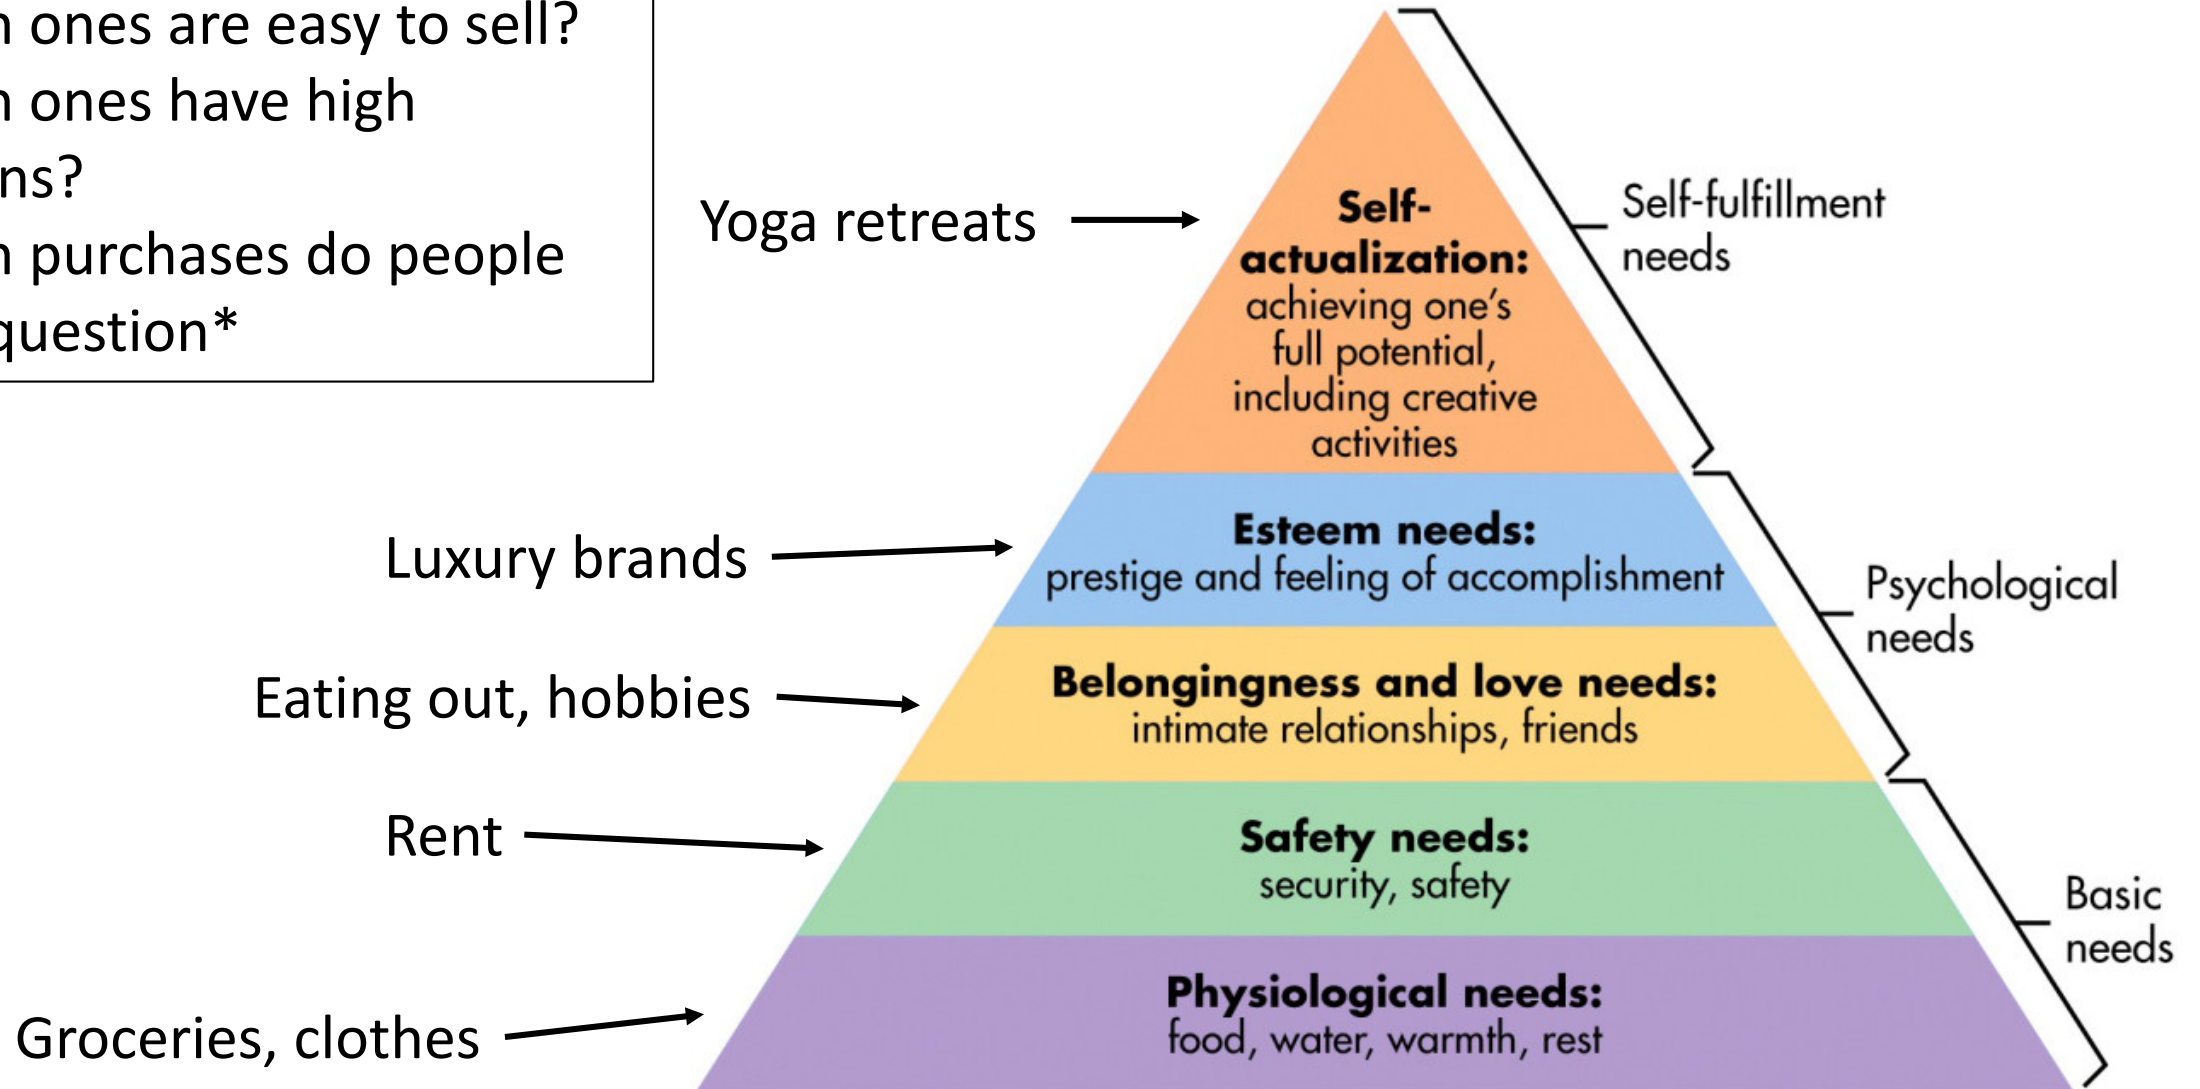 ones are easy to sell?
ones have high
ns?
purchases do people
question*
Yoga retreats
Luxury brands
Eating out, hobbies
Rent
Groceries, clothes
Self-
actualization:
achieving one's
full potential,
including creative
activities
Esteem needs:
prestige and feeling of accomplishment
Belongingness and love needs:
intimate relationships, friends
Safety needs:
security, safety
Physiological needs:
food, water, warmth, rest
Self-fulfillment
needs
Psychological
needs
Basic
needs